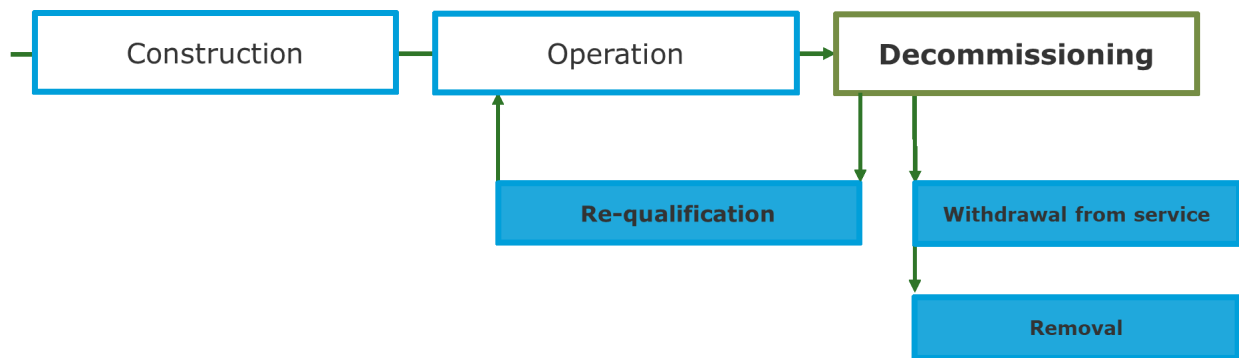 Construction
Operation
Decommissioning
Re-qualification
Withdrawal from service
Removal